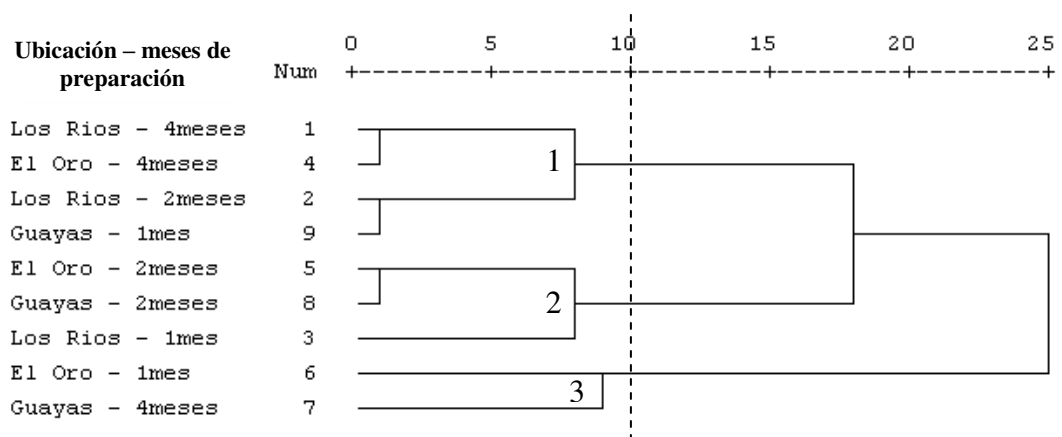 0 5 10 15 20 25
Ubicación – meses de
preparación
Num +---------+---------+---------+---------+---------+
Los Rios - 4meses 1
El Oro - 4meses 4
1
Los Rios - 2meses 2
Guayas - 1mes 9
El Oro - 2meses 5
Guayas - 2meses 8
2
Los Rios - 1mes 3
El Oro - 1mes 6
3
Guayas - 4meses 7